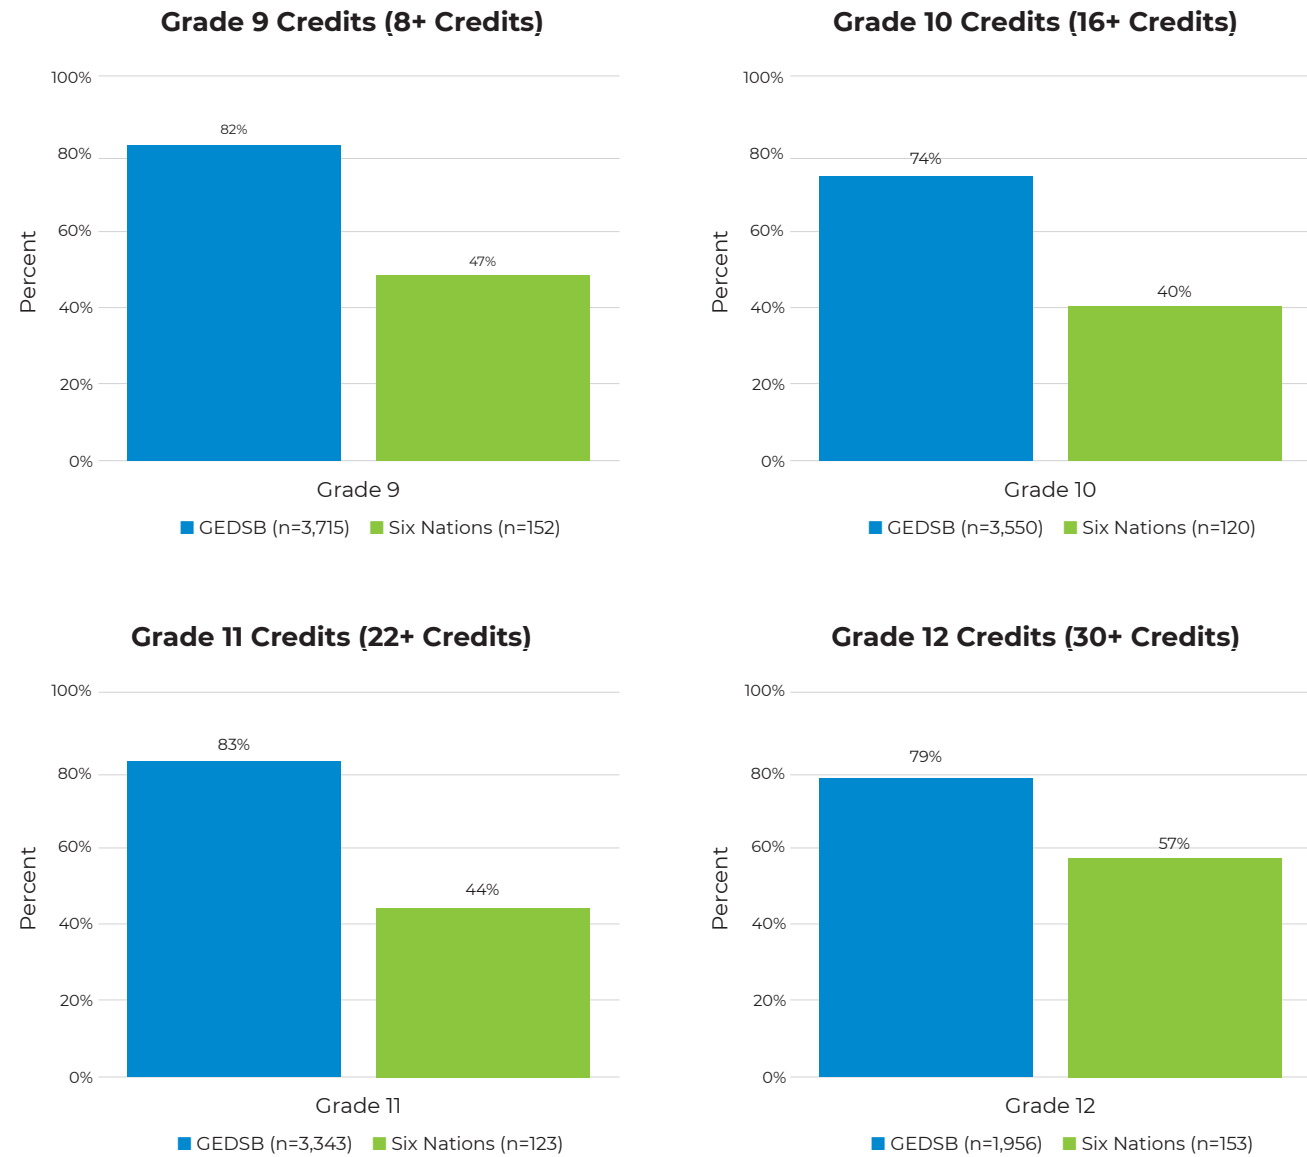 Grade 9 Credits (8+ Credits)
100%
80%
60%
40%
20%
0%
Percent
82%
47%
Grade 9
GEDSB (n=3,715) Six Nations (n=152)
Grade 10 Credits (16+ Credits)
100%
80%
60%
40%
20%
0%
Percent
74%
40%
Grade 10
GEDSB (n=3,550) Six Nations (n=120)
Grade 11 Credits (22+ Credits)
100%
80%
60%
40%
20%
0%
Percent
83%
44%
Grade 11
GEDSB (n=3,343) Six Nations (n=123)
Grade 12 Credits (30+ Credits)
100%
80%
60%
40%
20%
0%
Percent
79%
57%
Grade 12
GEDSB (n=1,956) Six Nations (n=153)